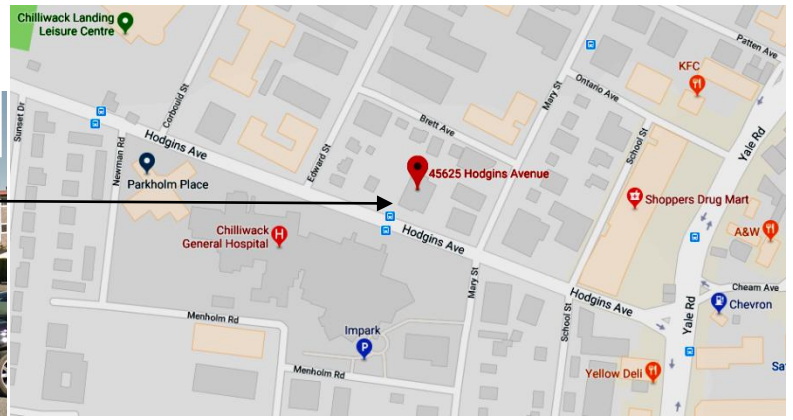 Chilliwack Landing
Leisure Centre
Patten Ave
KFC
Corbould St
Mary St
Ontario Ave
Sunset Dr
Hodgins Ave
Brett Ave
School St
Yale Rd
Newman Rd
Edward St
Parkholm Place
45625 Hodgins Avenue
Shoppers Drug Mart
Chilliwack
General Hospital
H
Hodgins Ave
A&W
Mary St
Hodgins Ave
Cheam Ave
Chevron
Menholm Rd
Impark
P
School St
Yale Rd
Menholm Rd
Yellow Deli
Sa